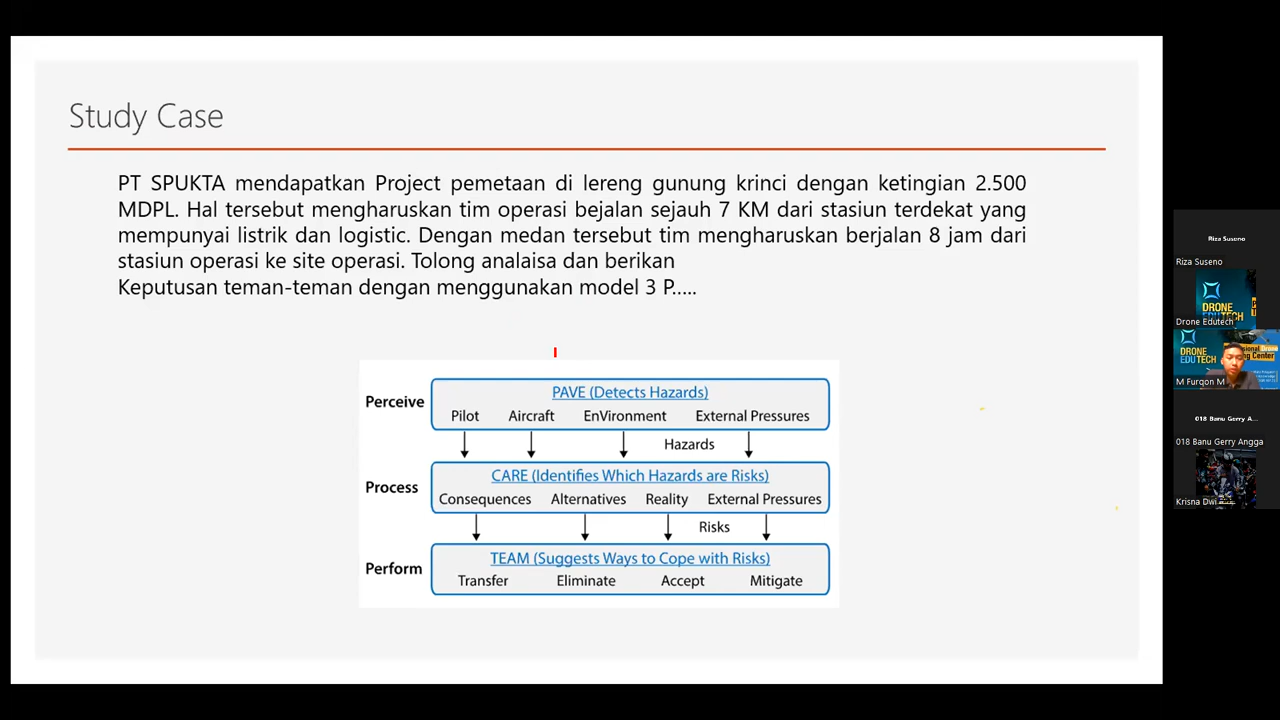 Study Case
PT SPUKTA mendapatkan Project pemetaan di lereng gunung krinci dengan ketingian 2.500
MDPL. Hal tersebut mengharuskan tim operasi bejalan sejauh 7 KM dari stasiun terdekat yang
mempunyai listrik dan logistic. Dengan medan tersebut tim mengharuskan berjalan 8 jam dari
stasiun operasi ke site operasi. Tolong analaisa dan berikan
Keputusan teman-teman dengan menggunakan model 3 P.....
Perceive
PAVE (Detects Hazards)
Pilot Aircraft EnVironment External Pressures
Hazards
Process
CARE (Identifies Which Hazards are Risks)
Consequences Alternatives Reality External Pressures
Risks
Perform
TEAM (Suggests Ways to Cope with Risks)
Transfer Eliminate Accept Mitigate
Riza Suseno
Riza Suseno
DRONE
EDUTECH
Drone Edutech
DRONE
EDUTECH
M Furqon M
018 Banu Gerry A...
018 Banu Gerry Angga
Krisna Dwi